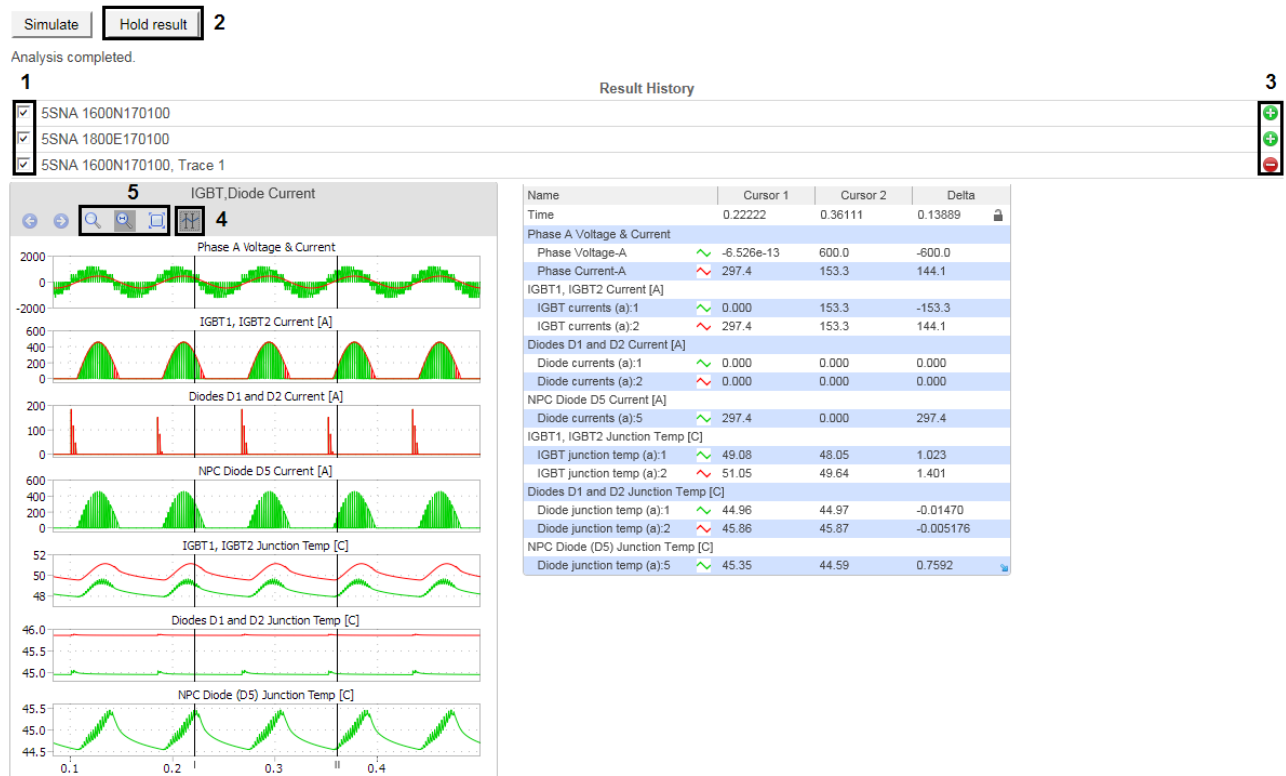 Simulate Hold result 2
Analysis completed.
1 Result History 3
5SNA 1600N170100
5SNA 1800E170100
5SNA 1600N170100, Trace 1
5 IGBT,Diode Current
4
Phase A Voltage & Current
2000
0
-2000
IGBT1, IGBT2 Current [A]
600
400
200
0
Diodes D1 and D2 Current [A]
200
100
0
NPC Diode D5 Current [A]
600
400
200
0
IGBT1, IGBT2 Junction Temp [C]
52
50
48
Diodes D1 and D2 Junction Temp [C]
46.0
45.5
45.0
NPC Diode (D5) Junction Temp [C]
45.5
45.0
44.5
0.1 0.2 I 0.3 II 0.4
Name Cursor 1 Cursor 2 Delta
Time 0.22222 0.36111 0.13889
Phase A Voltage & Current
Phase Voltage-A -6.526e-13 600.0 -600.0
Phase Current-A 297.4 153.3 144.1
IGBT1, IGBT2 Current [A]
IGBT currents (a):1 0.000 153.3 -153.3
IGBT currents (a):2 297.4 153.3 144.1
Diodes D1 and D2 Current [A]
Diode currents (a):1 0.000 0.000 0.000
Diode currents (a):2 0.000 0.000 0.000
NPC Diode D5 Current [A]
Diode currents (a):5 297.4 0.000 297.4
IGBT1, IGBT2 Junction Temp [C]
IGBT junction temp (a):1 49.08 48.05 1.023
IGBT junction temp (a):2 51.05 49.64 1.401
Diodes D1 and D2 Junction Temp [C]
Diode junction temp (a):1 44.96 44.97 -0.01470
Diode junction temp (a):2 45.86 45.87 -0.005176
NPC Diode (D5) Junction Temp [C]
Diode junction temp (a):5 45.35 44.59 0.7592